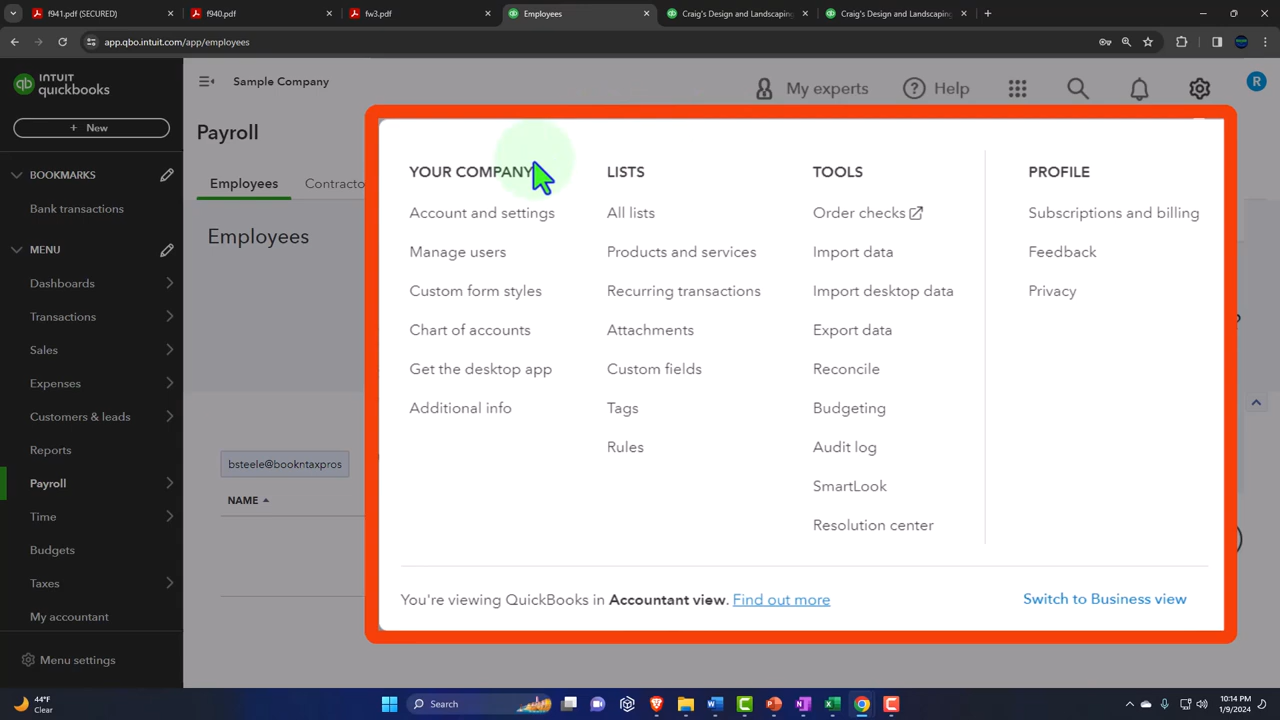 f941.pdf (PDF)
f940.pdf (PDF)
fw3.pdf (PDF)
Employees
Craig's Design and Landscaping
Craig's Design and Landscaping
app.qbo.intuit.com/app/employees
INTUIT
quickbooks
Sample Company
My experts
Help
R
+ New
Payroll
BOOKMARKS
Bank transactions
MENU
Dashboards
Transactions
Sales
Expenses
Customers & leads
Reports
Payroll
Time
Budgets
Taxes
My accountant
Menu settings
Employees
Contracto
Employees
bsteele@bookntaxpros
NAME
YOUR COMPANY
Account and settings
Manage users
Custom form styles
Chart of accounts
Get the desktop app
Additional info
LISTS
All lists
Products and services
Recurring transactions
Attachments
Custom fields
Tags
Rules
TOOLS
Order checks
Import data
Import desktop data
Export data
Reconcile
Budgeting
Audit log
SmartLook
Resolution center
PROFILE
Subscriptions and billing
Feedback
Privacy
You're viewing QuickBooks in Accountant view. Find out more
Switch to Business view
44°F
Clear
Search
10:14 PM
1/9/2024